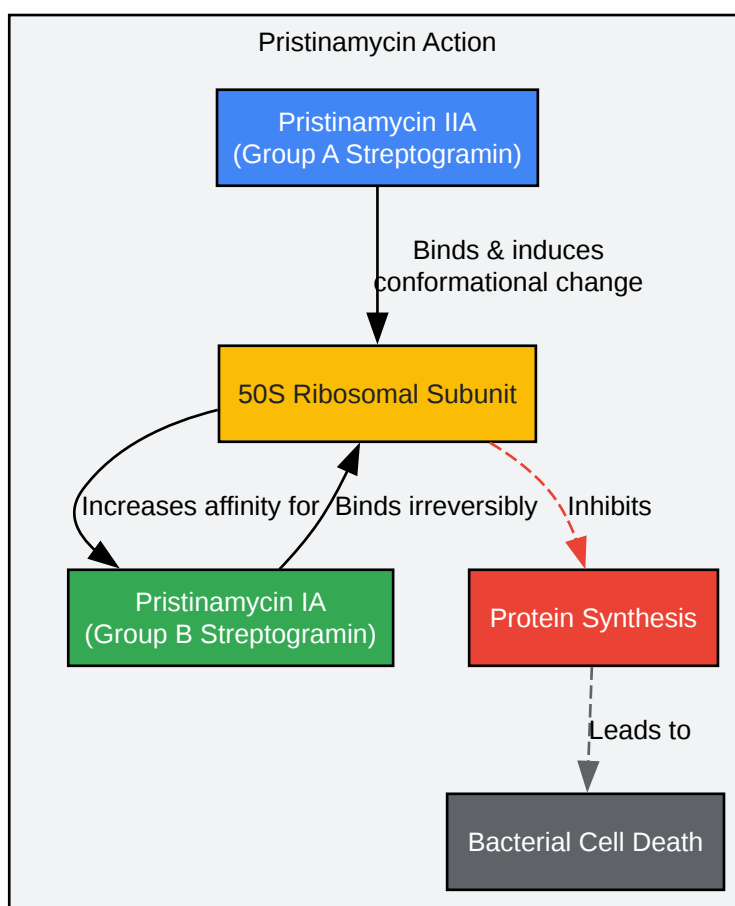 Pristinamycin Action
Pristinamycin IIA
(Group A Streptogramin)
Binds & induces
conformational change
50S Ribosomal Subunit
Increases affinity for
Binds irreversibly
Inhibits
Pristinamycin IA
(Group B Streptogramin)
Protein Synthesis
Leads to
Bacterial Cell Death